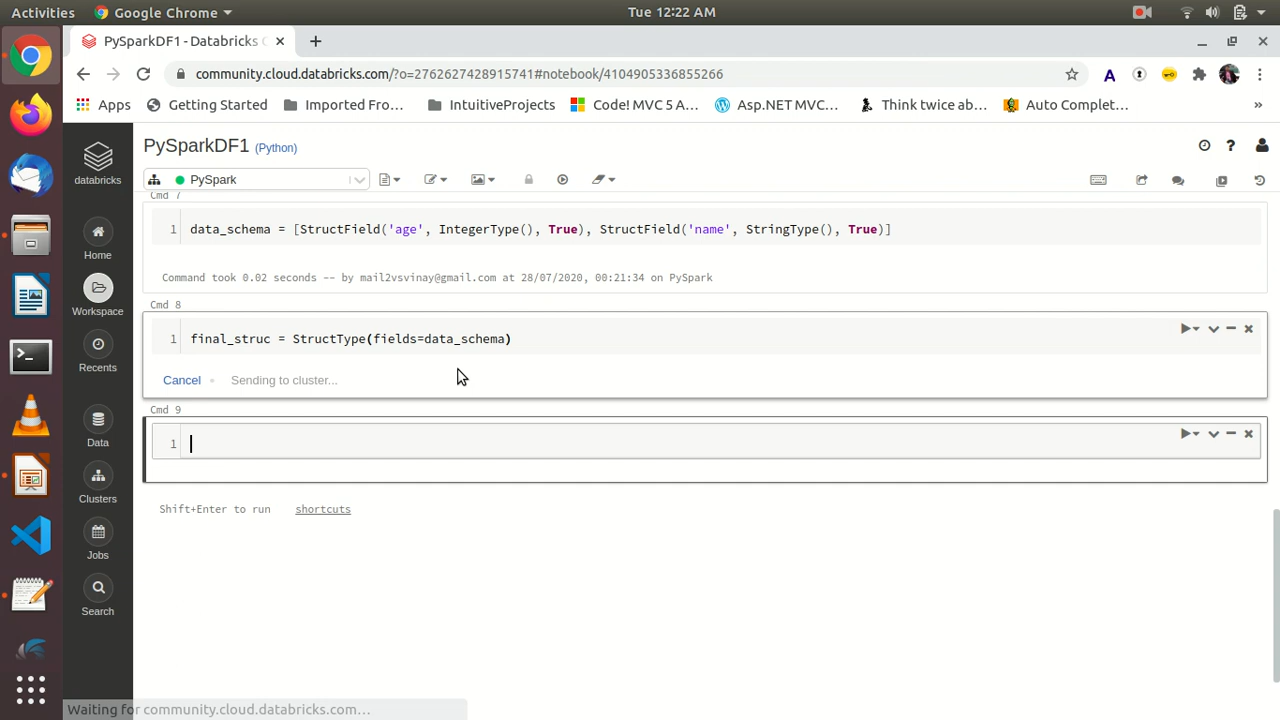 Activities
Google Chrome
Tue 12:22 AM
PySparkDF1 - Databricks C
community.cloud.databricks.com/?o=2762627428915741#notebook/4104905336855266
Apps
Getting Started
Imported Fro...
IntuitiveProjects
Code! MVC 5 A...
Asp.NET MVC...
Think twice ab...
Auto Complet...
»
databricks
Home
Workspace
Recents
Data
Clusters
Jobs
Search
PySparkDF1 (Python)
PySpark
Cmd 7
1 data_schema = [StructField('age', IntegerType(), True), StructField('name', StringType(), True)]
Command took 0.02 seconds -- by mail2vsvinay@gmail.com at 28/07/2020, 00:21:34 on PySpark
Cmd 8
1 final_struc = StructType(fields=data_schema)
Cancel Sending to cluster...
Cmd 9
1
Shift+Enter to run shortcuts
Waiting for community.cloud.databricks.com...